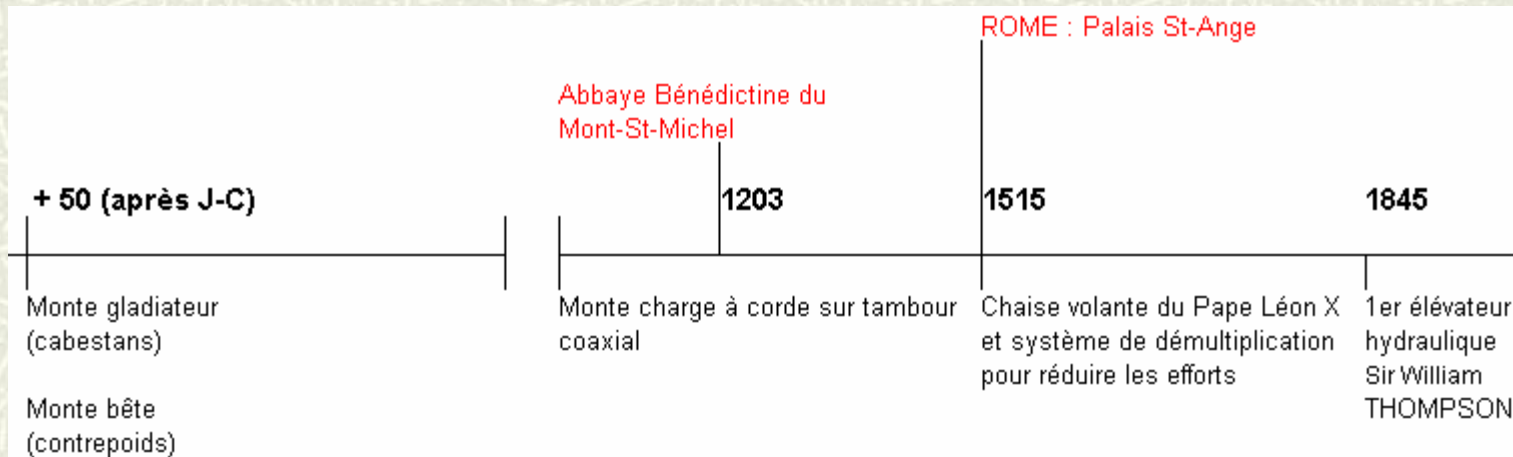 ROME : Palais St-Ange
Abbaye Bénédictine du
Mont-St-Michel
+ 50 (après J-C)
1203
1515
1845
Monte gladiateur
(cabestans)
Monte bête
(contrepoids)
Monte charge à corde sur tambour
coaxial
Chaise volante du Pape Léon X
et système de démultiplication
pour réduire les efforts
1er élévateur
hydraulique
Sir William
THOMPSON